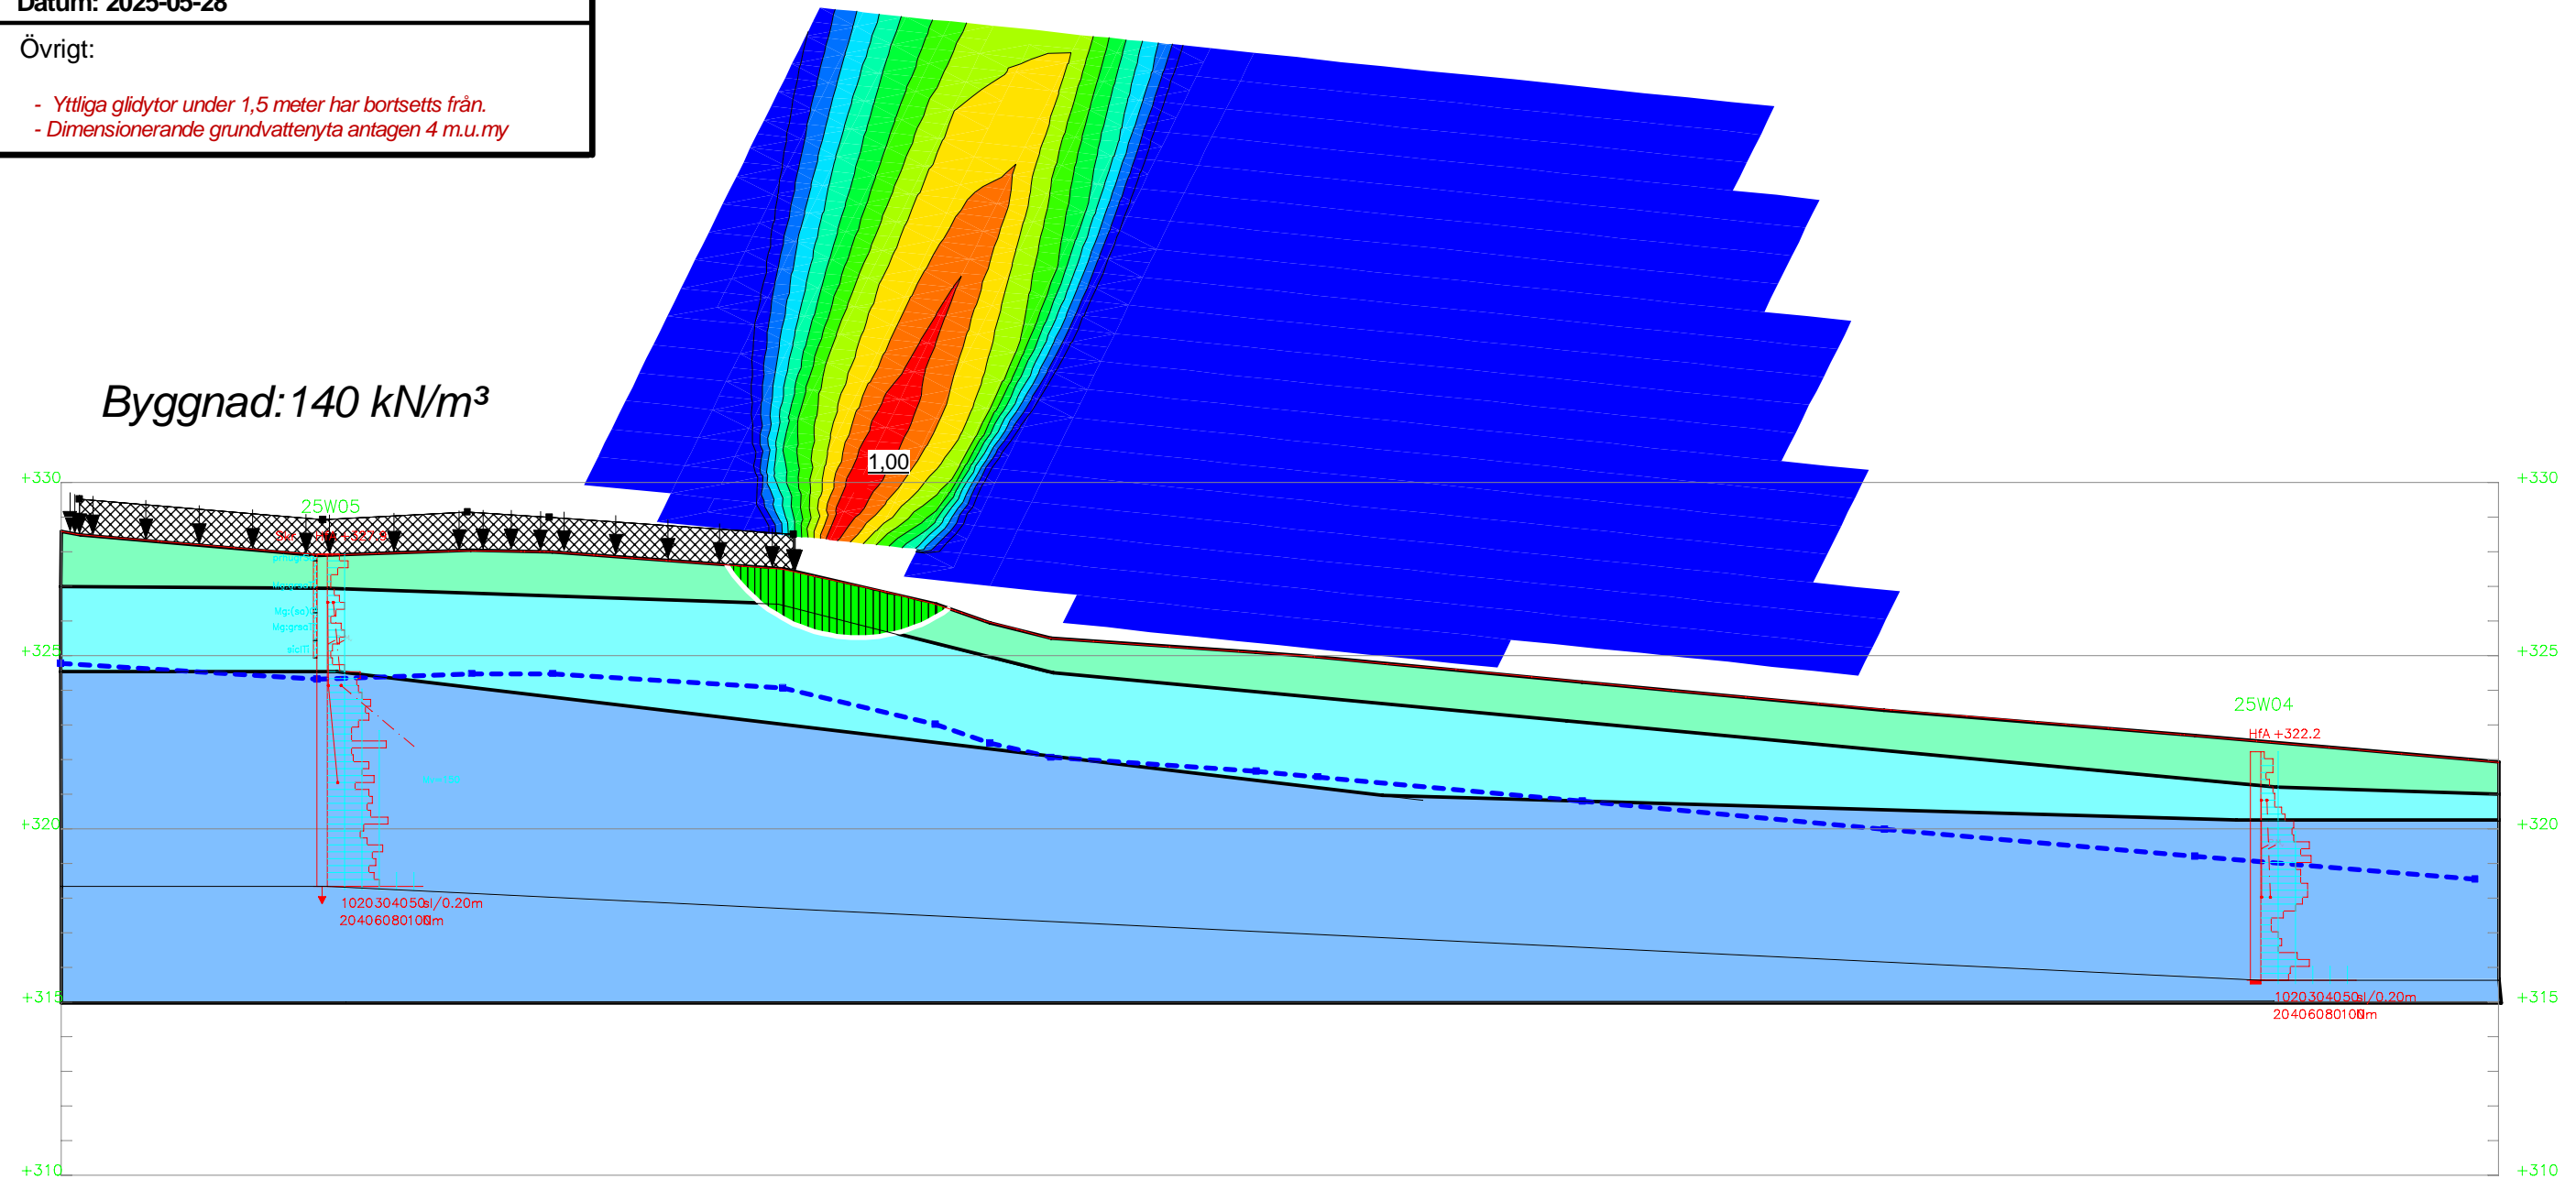 Datum: 2025-05-28
Övrigt:
- Yttliga glidytor under 1,5 meter har bortsetts från.
- Dimensionerande grundvattenyta antagen 4 m.u.my
Byggnad:140 kN/m³
1,00
+330
+330
25W05
+325
+325
25W04
HfA +322.2
+320
+320
1020304050sl/0.20m
20406080100Nm
+315
+315
1020304050sl/0.20m
20406080100Nm
+310
+310